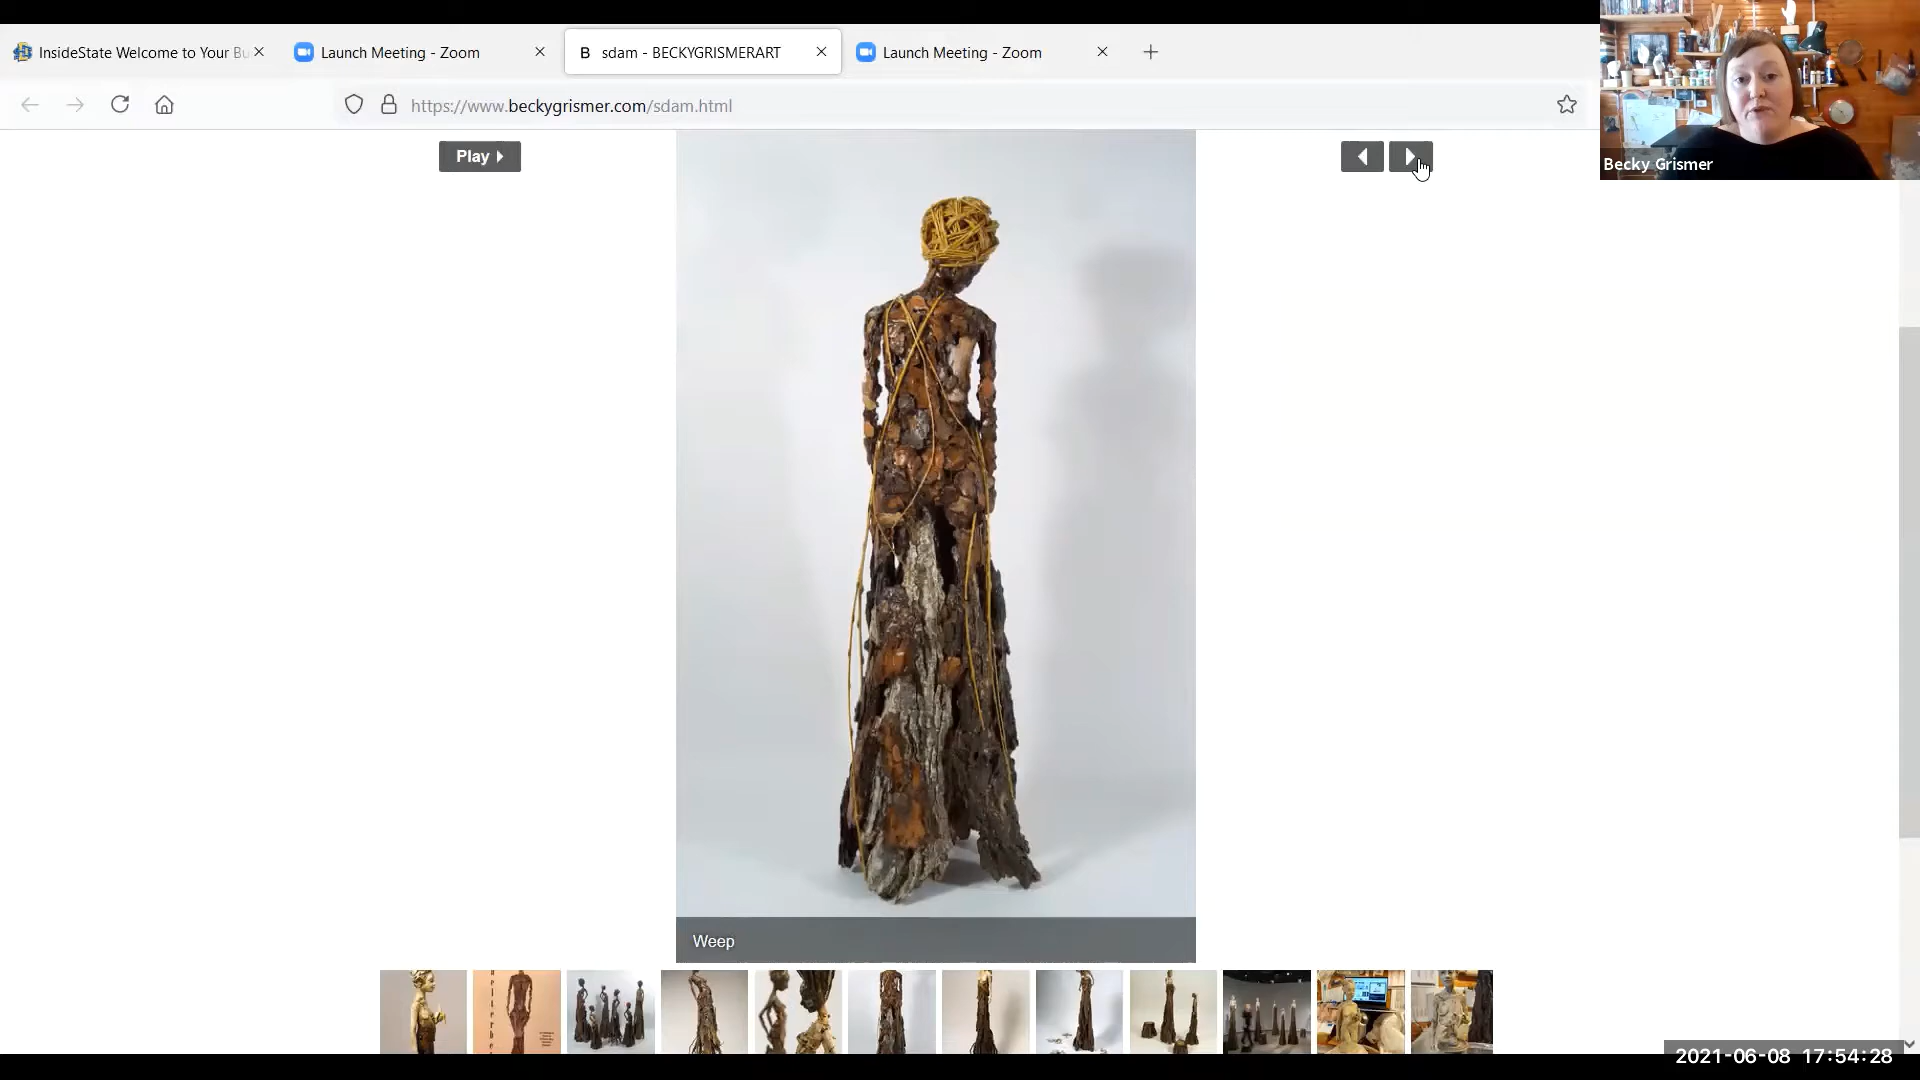 InsideState Welcome to Your Bu
Launch Meeting - Zoom
B sdam - BECKYGRISMERART
Launch Meeting - Zoom
https://www.beckygrismer.com/sdam.html
Play
Becky Grismer
Weep
2021-06-08 17:54:28